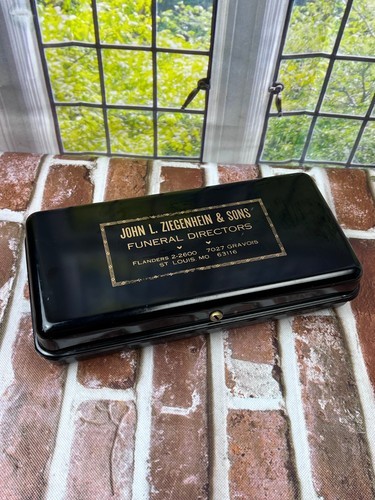 JOHN L. ZIEGENHEIN & SONS
FUNERAL DIRECTORS
FLANDERS 2-2600 7027 GRAVOIS
ST LOUIS MO 63116